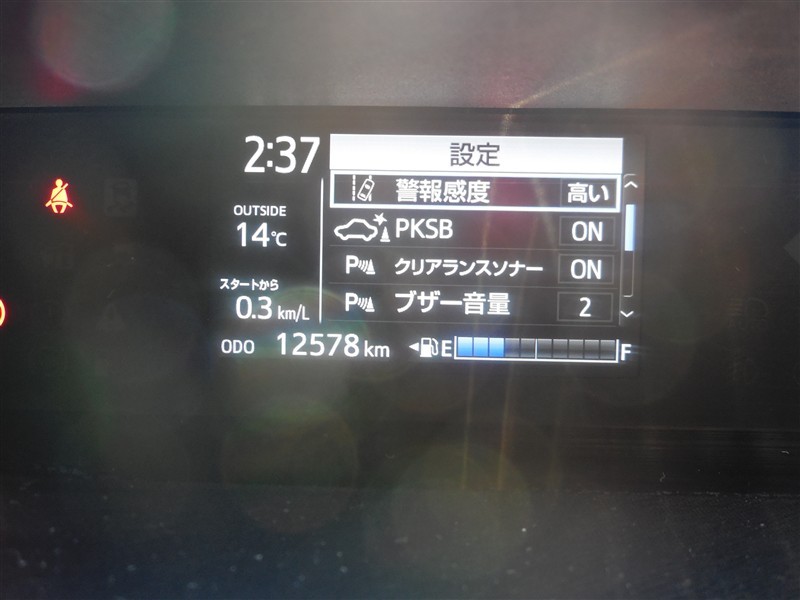 2:37
OUTSIDE
14℃
スタートから
0.3 km/L
設定
警報感度 高い
PKSB ON
P クリアランスソナー ON
P ブザー音量 2
ODO 12578 km
E F